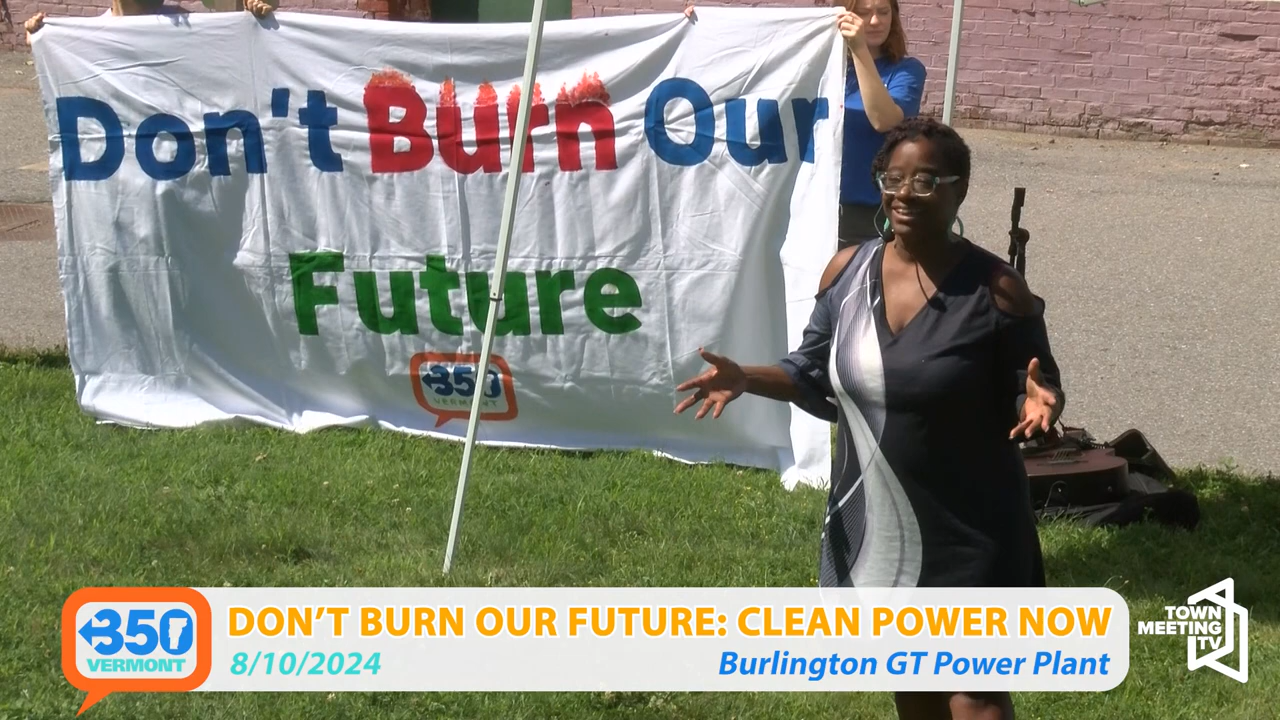 Don't Burn Our
Future
350
VERMONT
350
VERMONT
DON'T BURN OUR FUTURE: CLEAN POWER NOW
8/10/2024
Burlington GT Power Plant
TOWN
MEETING
TV